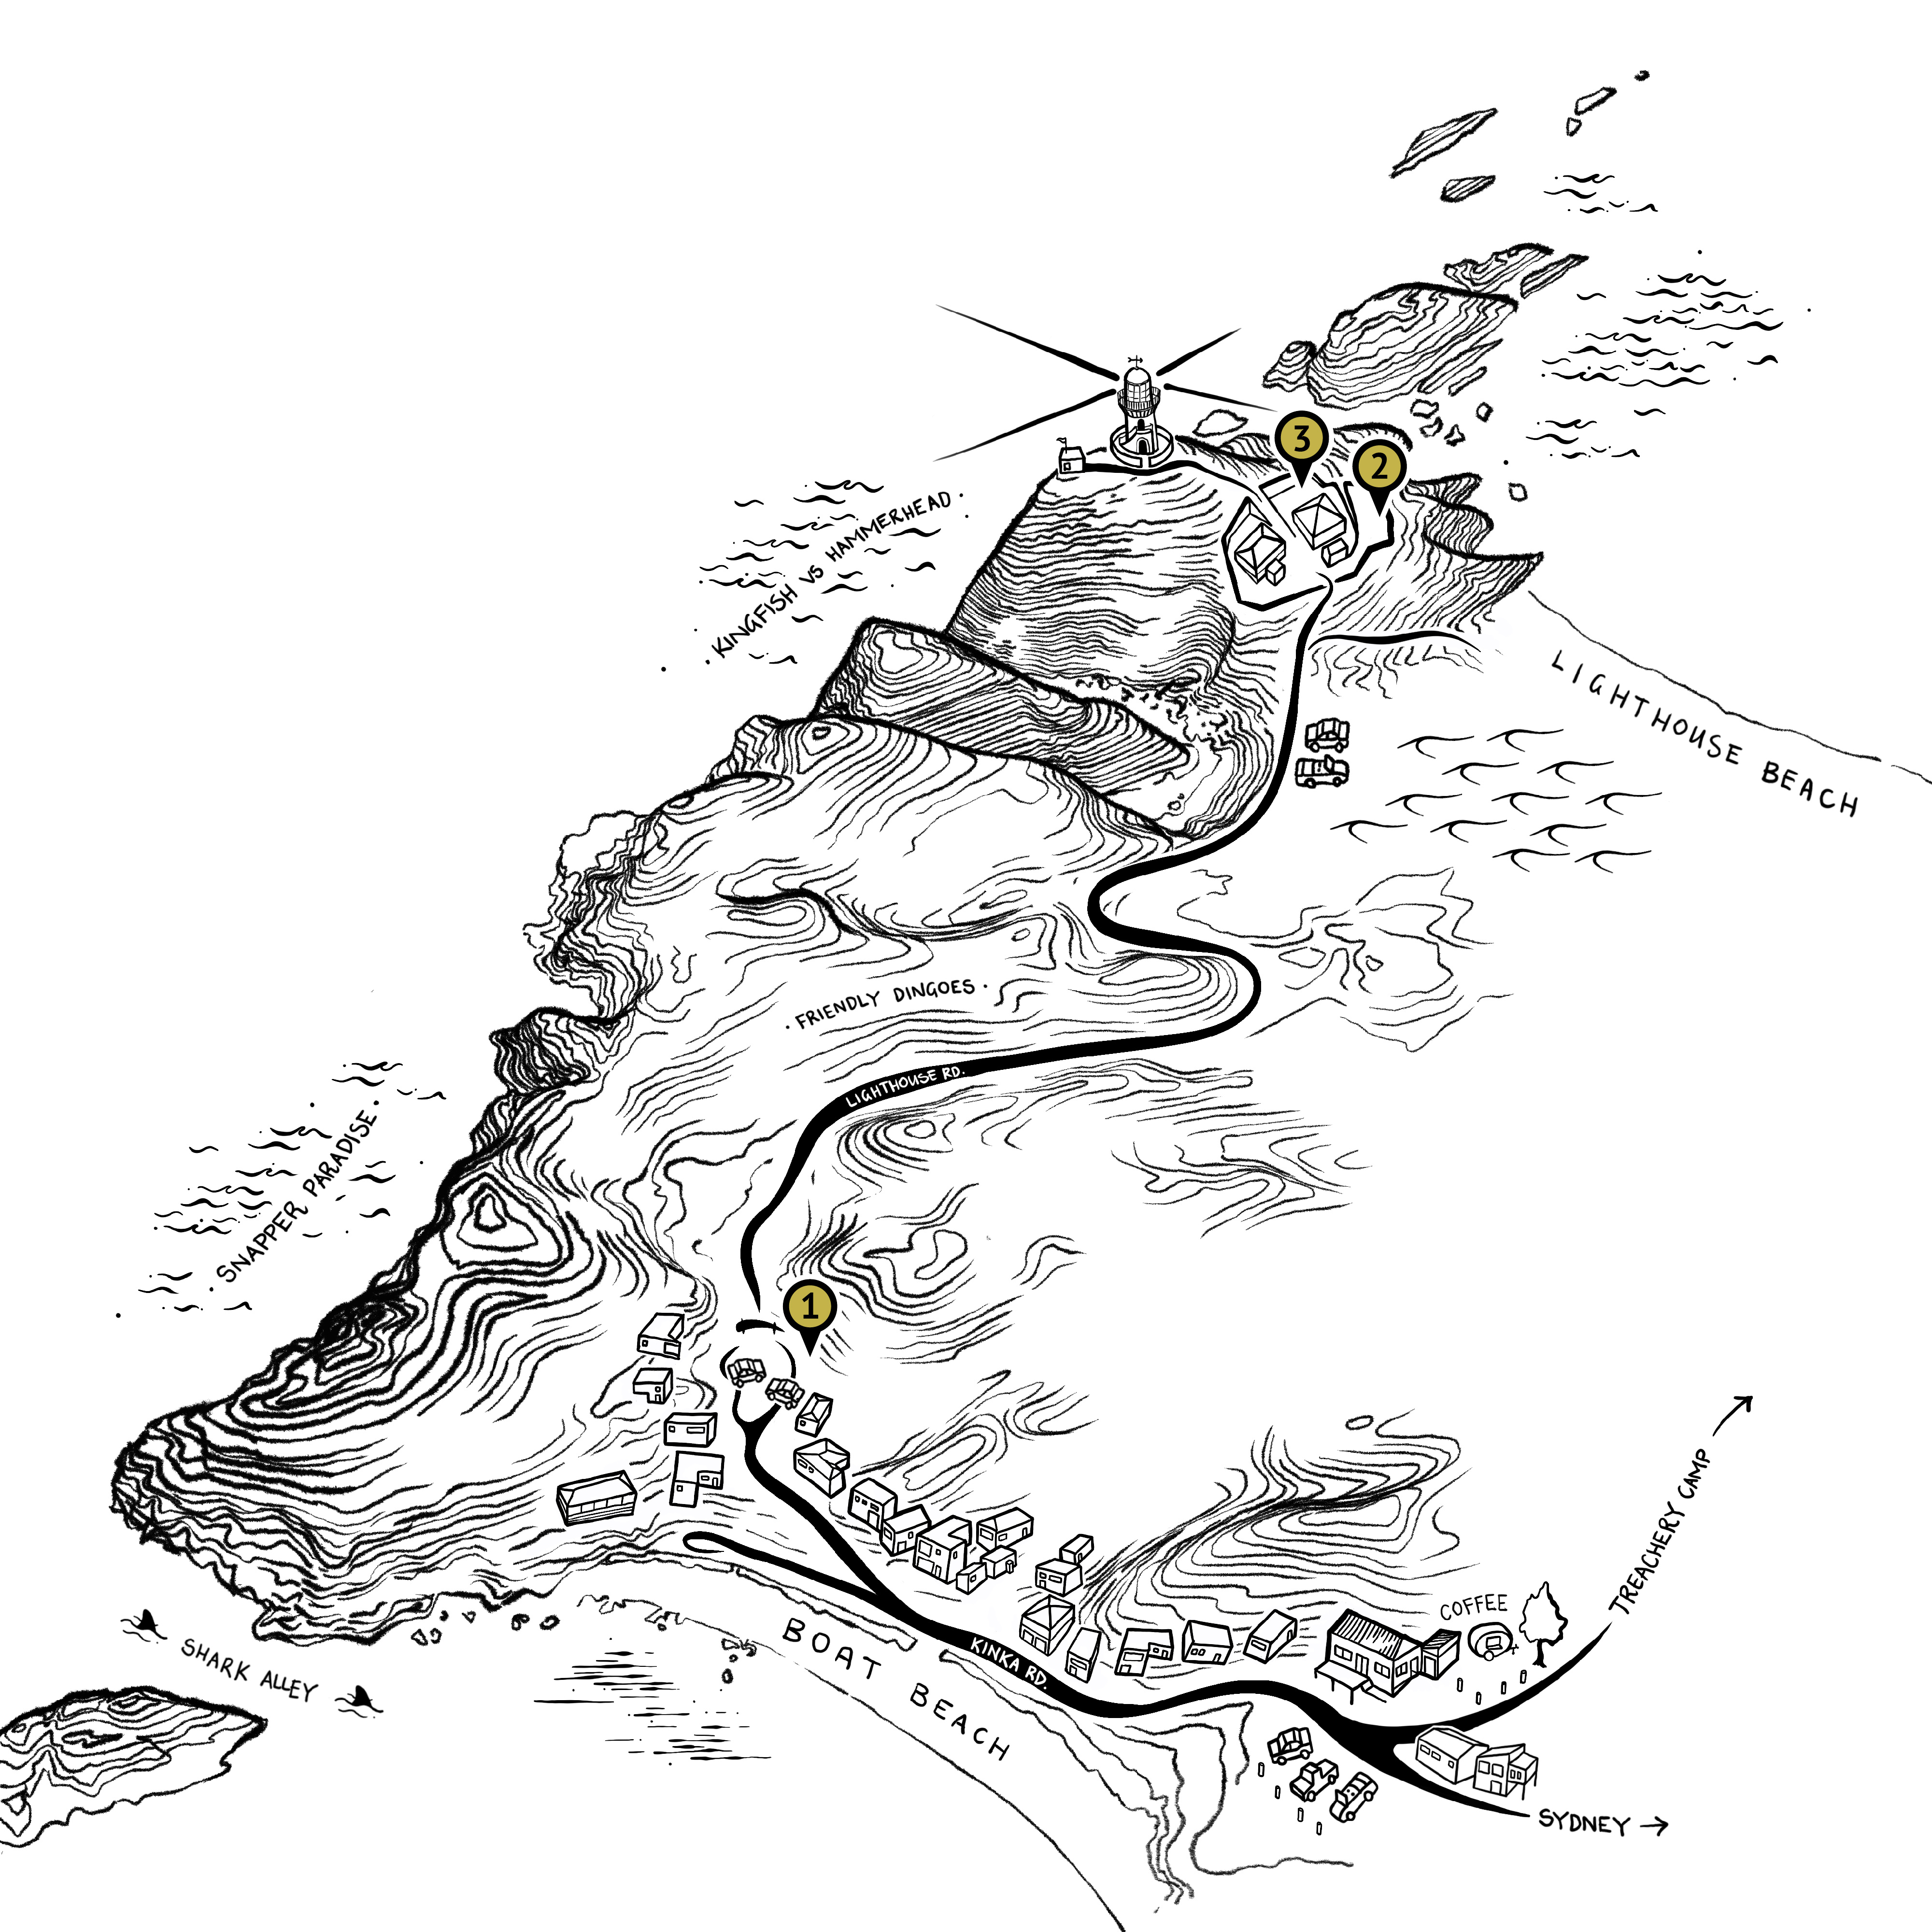 3
2
KINGFISH VS HAMMERHEAD
LIGHTHOUSE BEACH
FRIENDLY DINGOES
LIGHTHOUSE RD.
SNAPPER PARADISE
1
TREACHERY CAMP
COFFEE
BOAT BEACH
KINKA RD.
SHARK ALLEY
SYDNEY